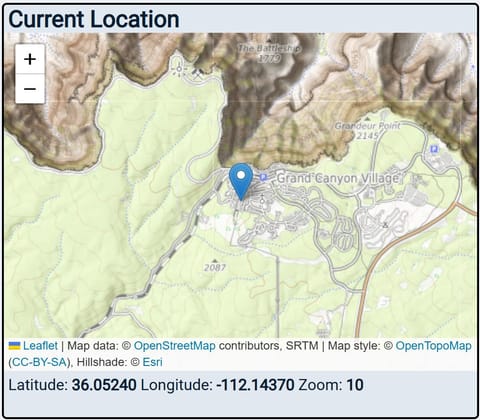 Current Location
+
−
The Battleship
1779
Grandeur Point
2145
Grand Canyon Village
2087
Leaflet | Map data: © OpenStreetMap contributors, SRTM | Map style: © OpenTopoMap
(CC-BY-SA), Hillshade: © Esri
Latitude: 36.05240 Longitude: -112.14370 Zoom: 10